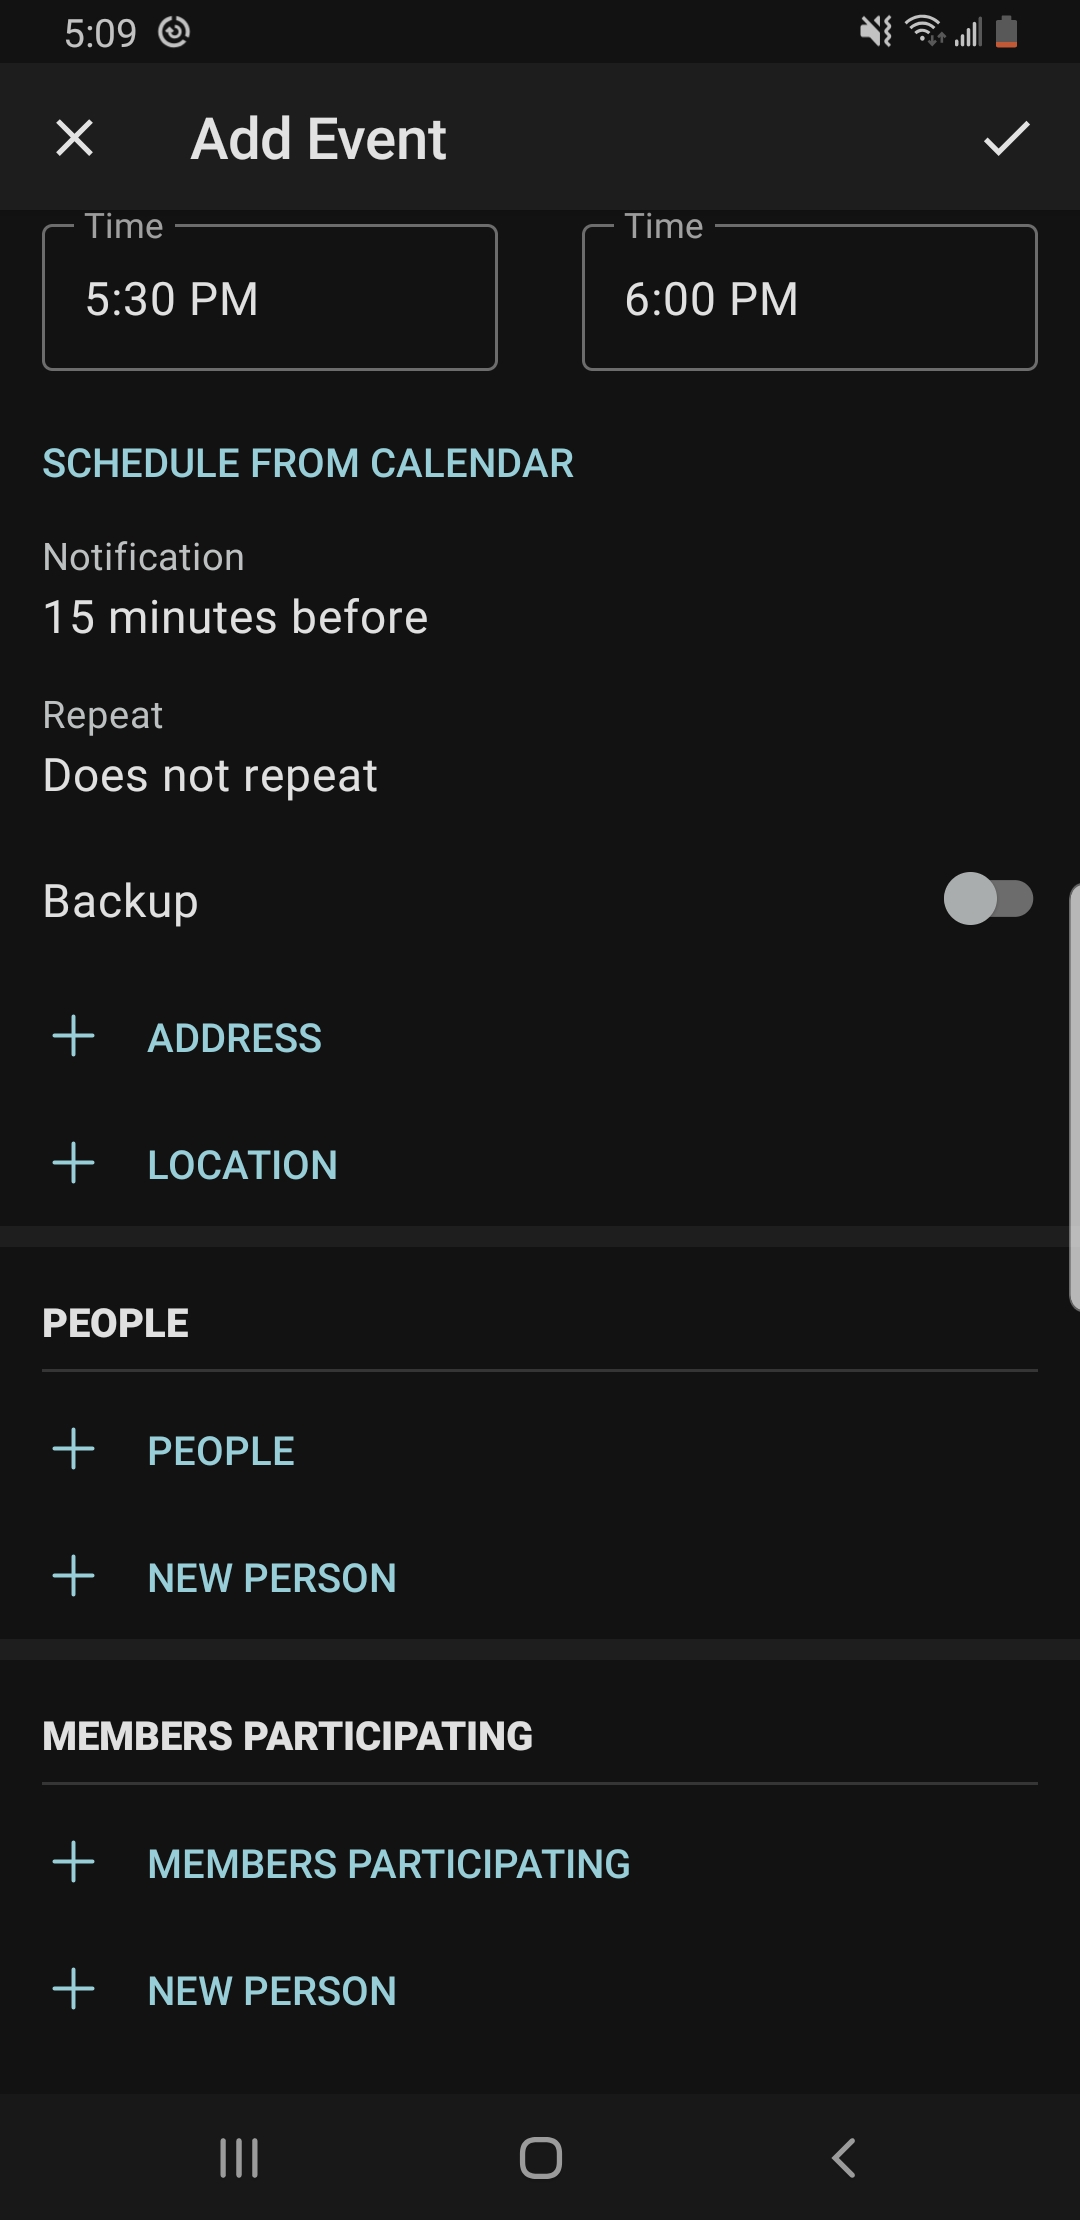 5:09
Add Event
Time Time
5:30 PM 6:00 PM
SCHEDULE FROM CALENDAR
Notification
15 minutes before
Repeat
Does not repeat
Backup
ADDRESS
LOCATION
PEOPLE
PEOPLE
NEW PERSON
MEMBERS PARTICIPATING
MEMBERS PARTICIPATING
NEW PERSON